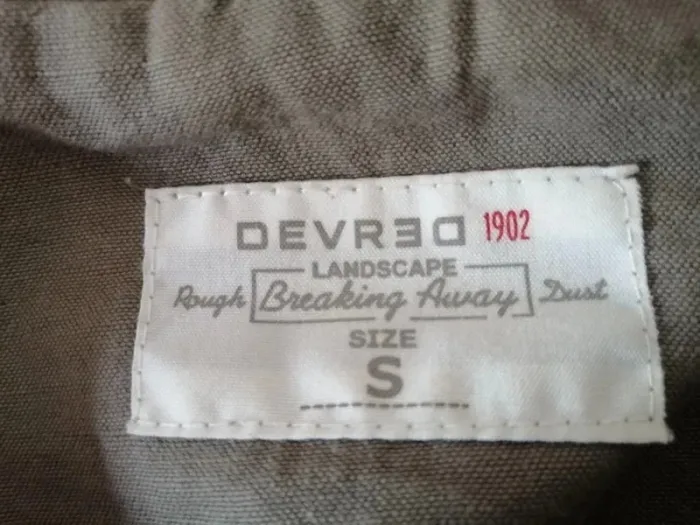 DEVRED 1902
LANDSCAPE
Rough Breaking Away Dust
SIZE
S